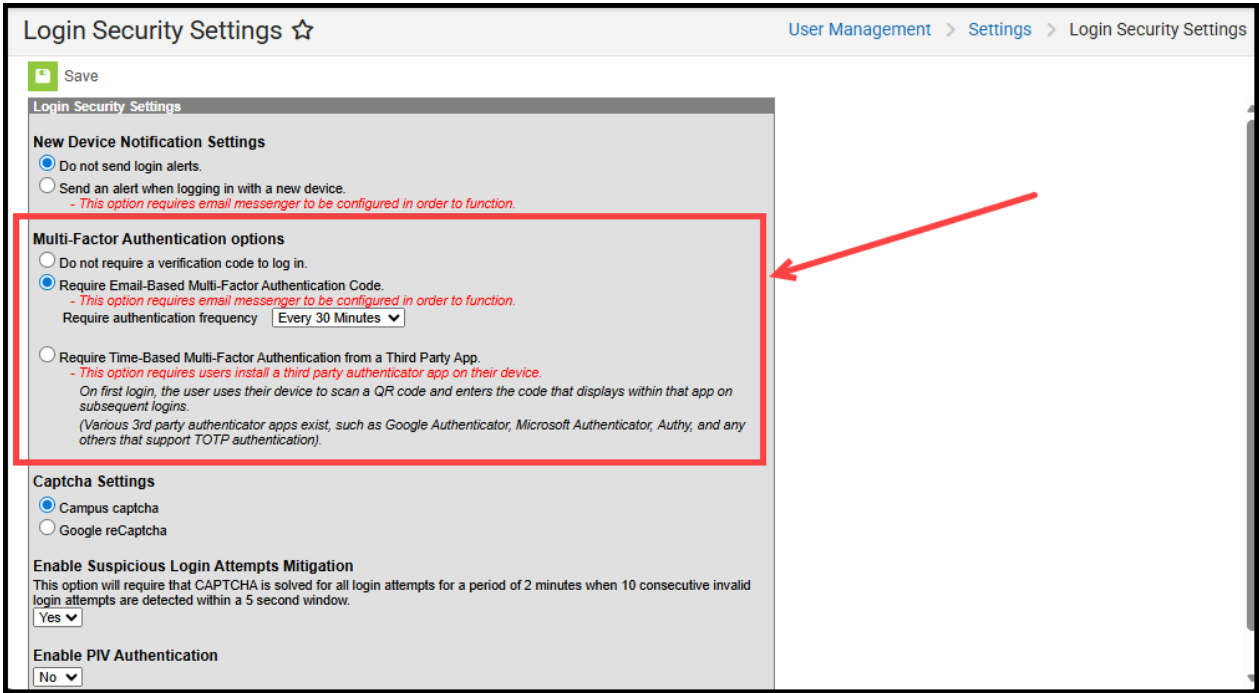 Login Security Settings
User Management > Settings > Login Security Settings
Save
Login Security Settings
New Device Notification Settings
Do not send login alerts.
Send an alert when logging in with a new device.
- This option requires email messenger to be configured in order to function.
Multi-Factor Authentication options
Do not require a verification code to log in.
Require Email-Based Multi-Factor Authentication Code.
- This option requires email messenger to be configured in order to function.
Require authentication frequency Every 30 Minutes
Require Time-Based Multi-Factor Authentication from a Third Party App.
- This option requires users install a third party authenticator app on their device.
On first login, the user uses their device to scan a QR code and enters the code that displays within that app on
subsequent logins.
(Various 3rd party authenticator apps exist, such as Google Authenticator, Microsoft Authenticator, Authy, and any
others that support TOTP authentication).
Captcha Settings
Campus captcha
Google reCaptcha
Enable Suspicious Login Attempts Mitigation
This option will require that CAPTCHA is solved for all login attempts for a period of 2 minutes when 10 consecutive invalid
login attempts are detected within a 5 second window.
Yes
Enable PIV Authentication
No